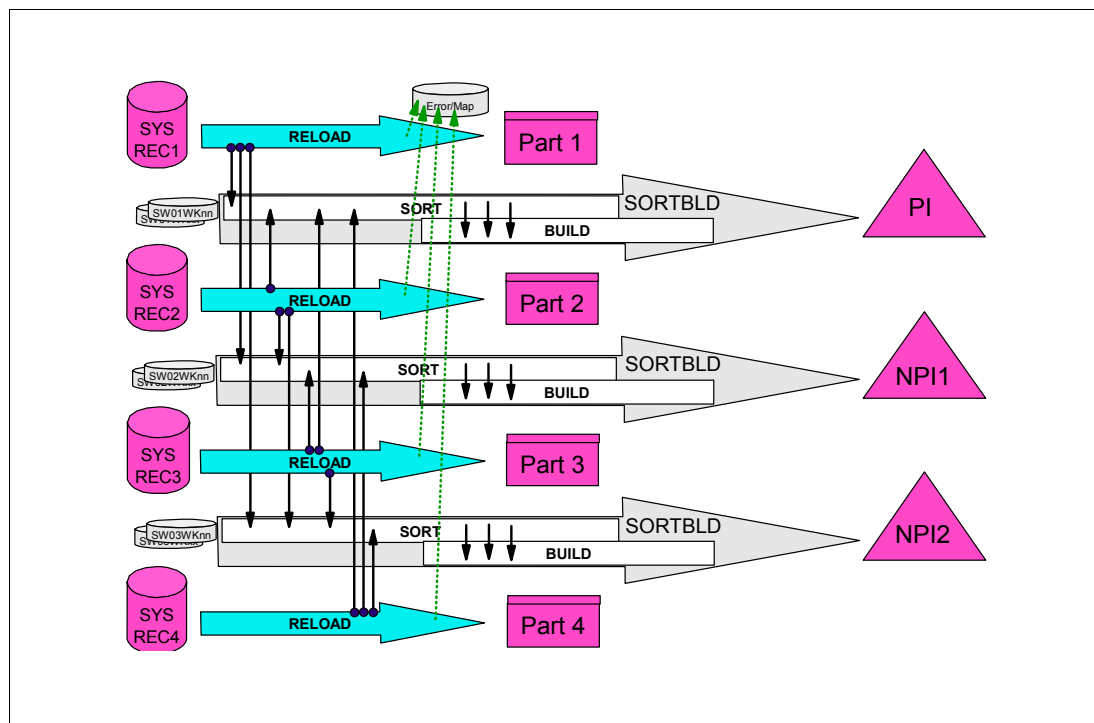 SYS
REC1
Error/Map
RELOAD
Part 1
SW01WKnn
SORT
SORTBLD
BUILD
PI
SYS
REC2
RELOAD
Part 2
SW02WKnn
SORT
SORTBLD
BUILD
NPI1
SYS
REC3
RELOAD
Part 3
SW03WKnn
SORT
SORTBLD
BUILD
NPI2
SYS
REC4
RELOAD
Part 4